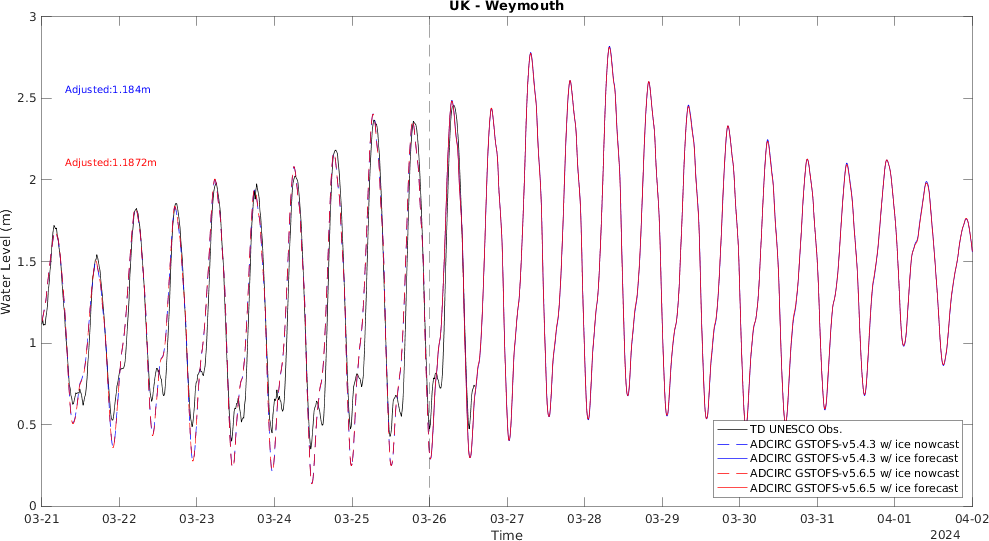 UK - Weymouth
Water Level (m)
3
2.5
2
1.5
1
0.5
0
Adjusted:1.184m
Adjusted:1.1872m
TD UNESCO Obs.
ADCIRC GSTOFS-v5.4.3 w/ ice nowcast
ADCIRC GSTOFS-v5.4.3 w/ ice forecast
ADCIRC GSTOFS-v5.6.5 w/ ice nowcast
ADCIRC GSTOFS-v5.6.5 w/ ice forecast
03-21 03-22 03-23 03-24 03-25 03-26 03-27 03-28 03-29 03-30 03-31 04-01 04-02
Time
2024